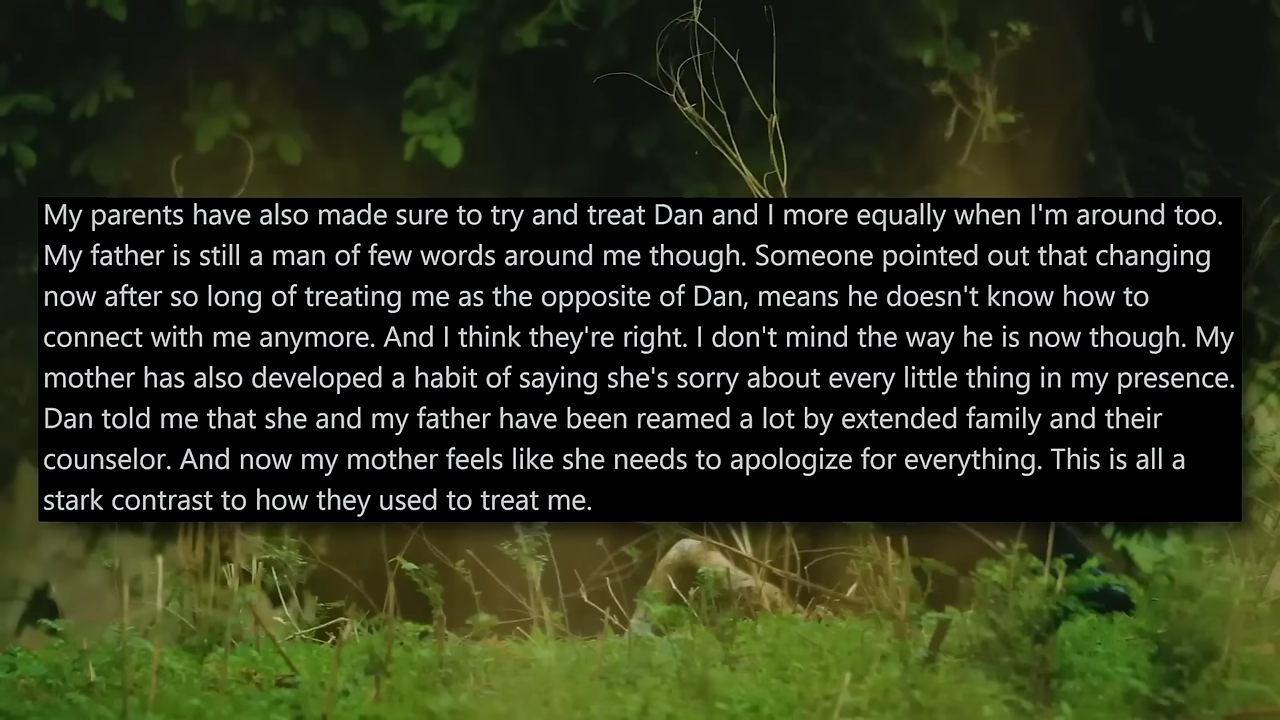 My parents have also made sure to try and treat Dan and I more equally when I'm around too.
My father is still a man of few words around me though. Someone pointed out that changing
now after so long of treating me as the opposite of Dan, means he doesn't know how to
connect with me anymore. And I think they're right. I don't mind the way he is now though. My
mother has also developed a habit of saying she's sorry about every little thing in my presence.
Dan told me that she and my father have been reamed a lot by extended family and their
counselor. And now my mother feels like she needs to apologize for everything. This is all a
stark contrast to how they used to treat me.